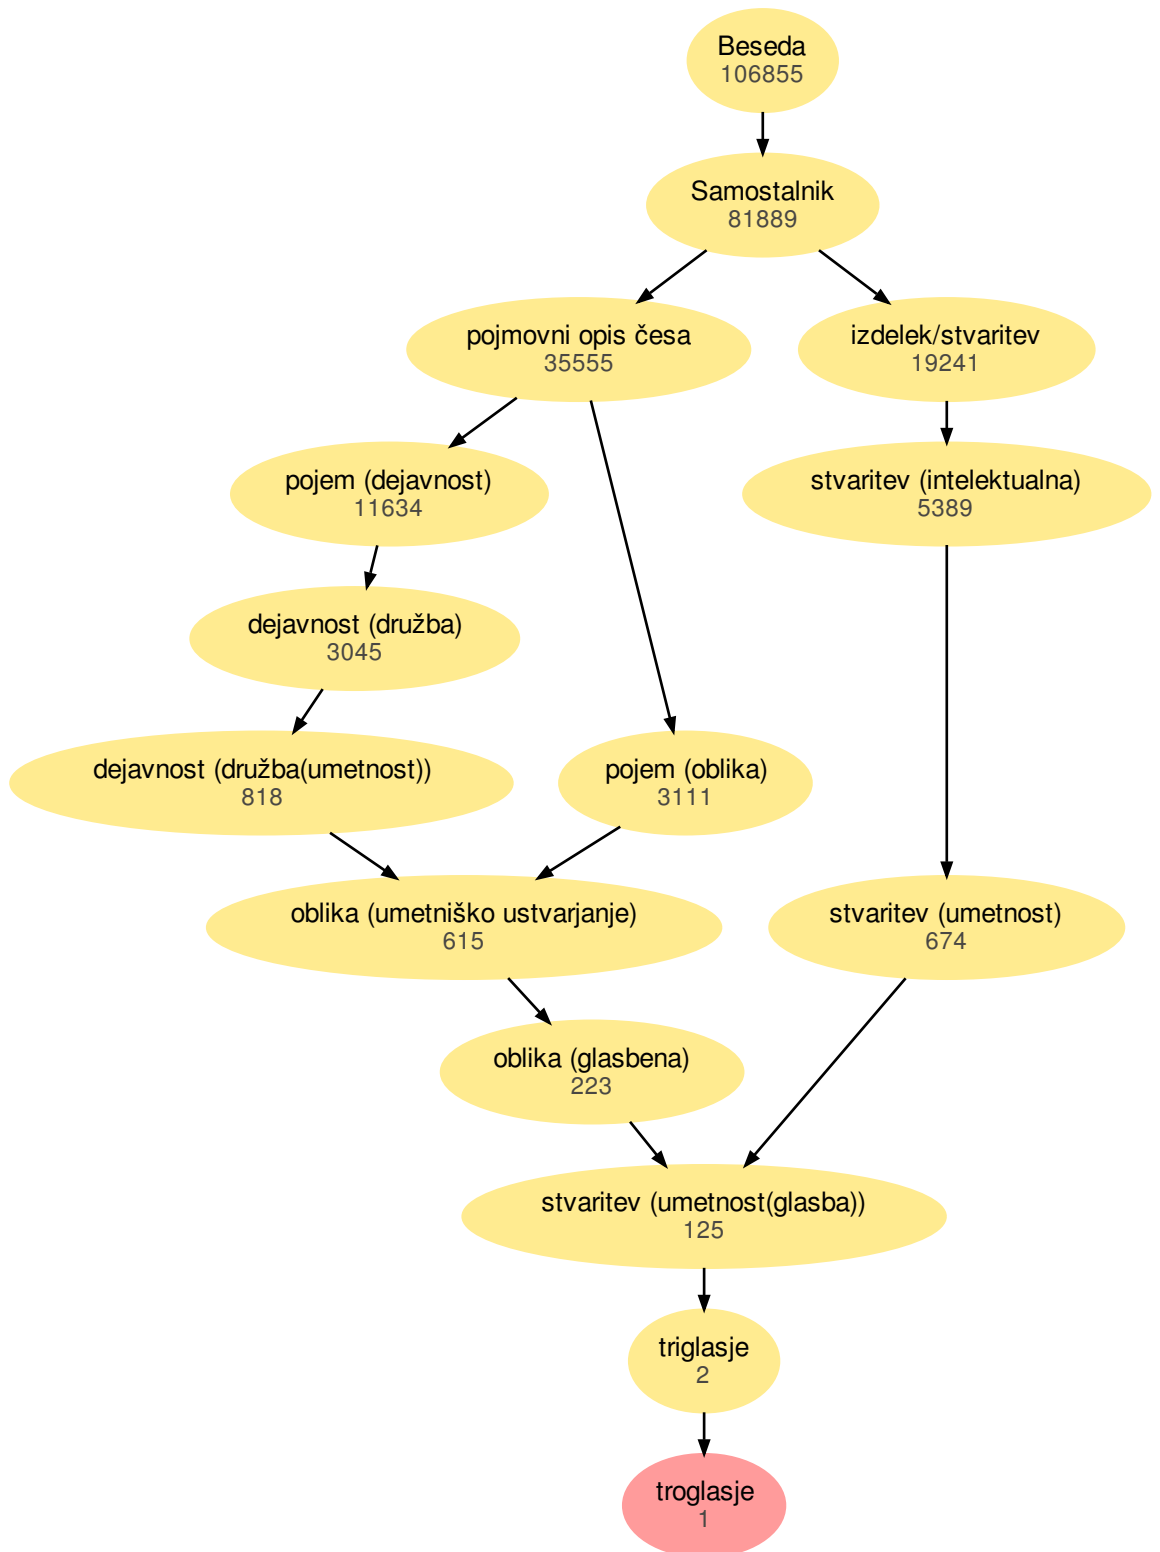 Beseda
106855
Samostalnik
81889
pojmovni opis česa
35555
izdelek/stvaritev
19241
pojem (dejavnost)
11634
stvaritev (intelektualna)
5389
dejavnost (družba)
3045
dejavnost (družba(umetnost))
818
pojem (oblika)
3111
oblika (umetniško ustvarjanje)
615
stvaritev (umetnost)
674
oblika (glasbena)
223
stvaritev (umetnost(glasba))
125
triglasje
2
troglasje
1